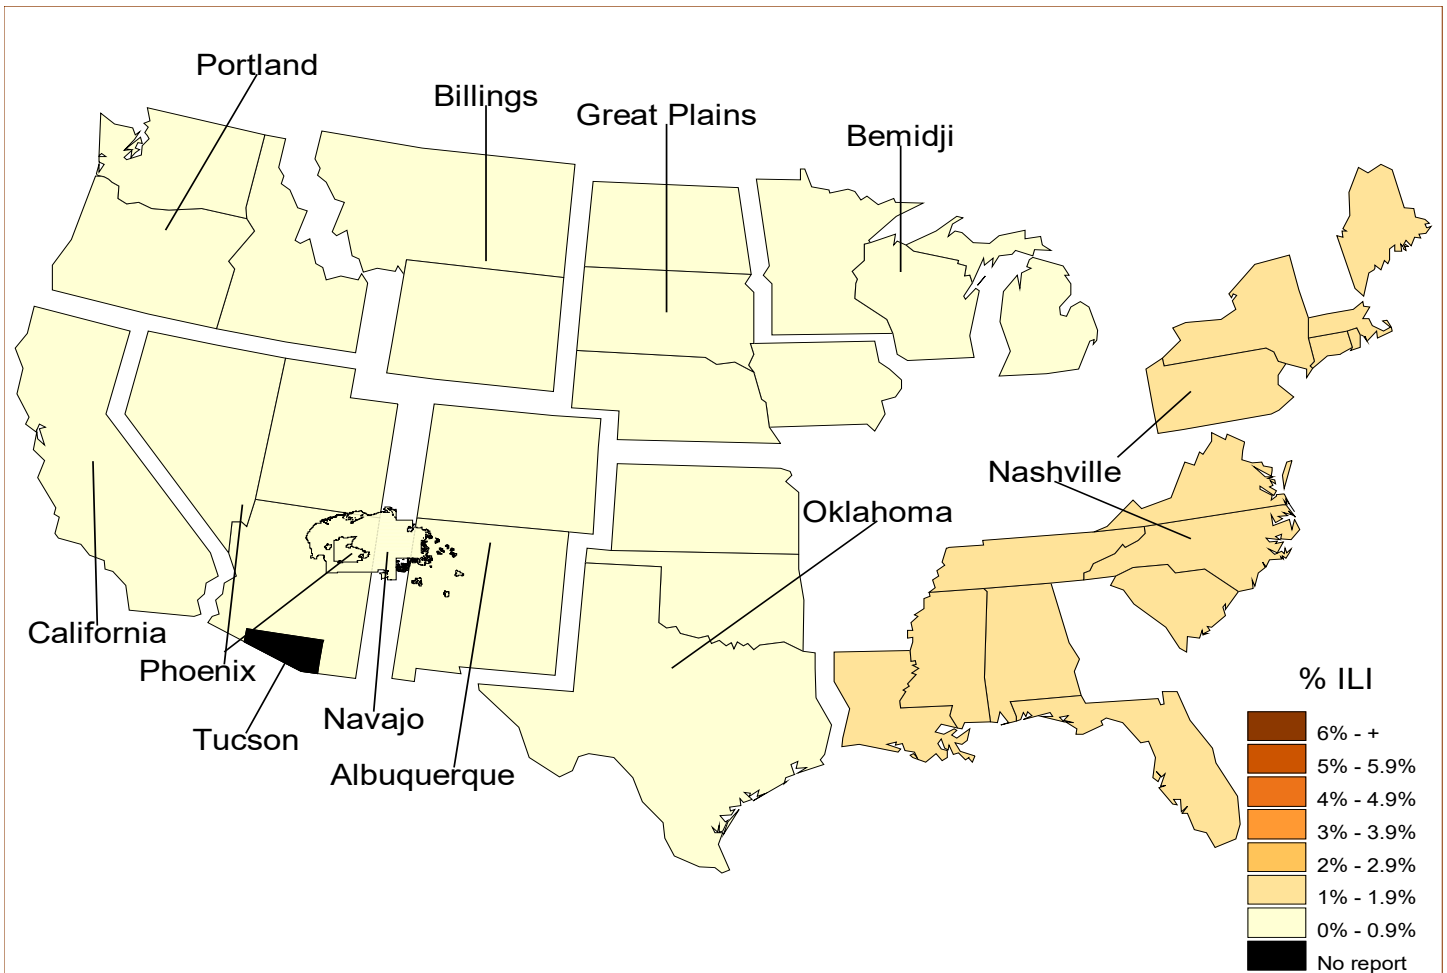 Portland
Billings
Great Plains
Bemidji
Nashville
Oklahoma
California
Phoenix
Navajo
Tucson
Albuquerque
% ILI
6% - +
5% - 5.9%
4% - 4.9%
3% - 3.9%
2% - 2.9%
1% - 1.9%
0% - 0.9%
No report